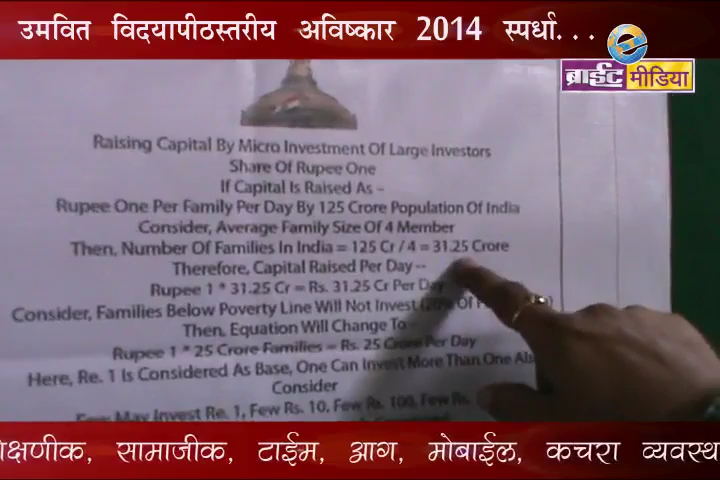 उमवित विदयापीठस्तरीय अविष्कार 2014 स्पर्धा...
ब्राईट मीडिया
Raising Capital By Micro Investment Of Large Investors
Share Of Rupee One
If Capital Is Raised As -
Rupee One Per Family Per Day By 125 Crore Population Of India
Consider, Average Family Size Of 4 Member
Then, Number Of Families In India = 125 Cr / 4 = 31.25 Crore
Therefore, Capital Raised Per Day --
Rupee 1 * 31.25 Cr = Rs. 31.25 Cr Per Day
Consider, Families Below Poverty Line Will Not Invest (20% Of
Then, Equation Will Change To
Rupee 1 * 25 Crore Families = Rs. 25 Crore Per Day
Here, Re. 1 Is Considered As Base, One Can Invest More Than One Als
Consider
Few May Invest Re. 1, Few Rs. 10, Few Rs. 100, Few Rs.
क्षणीक, सामाजीक, टाईम, आग, मोबाईल, कचरा व्यवस्थ